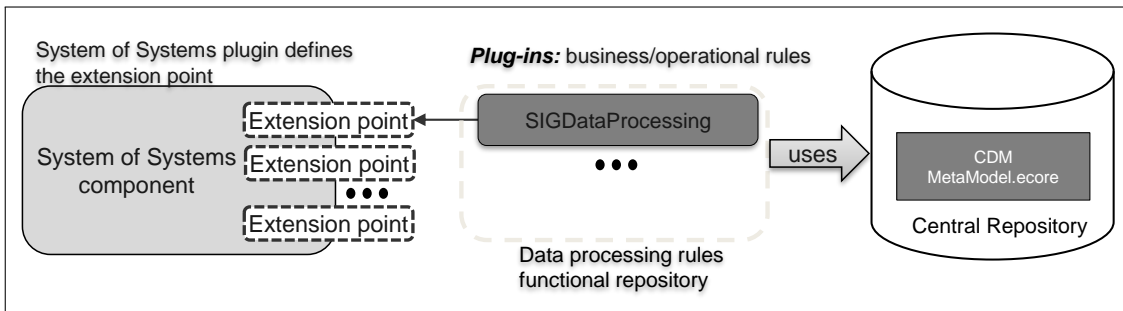 System of Systems plugin defines
the extension point
Plug-ins: business/operational rules
Extension point
SIGDataProcessing
System of Systems
component
Extension point
uses
CDM
MetaModel.ecore
Extension point
Central Repository
Data processing rules
functional repository